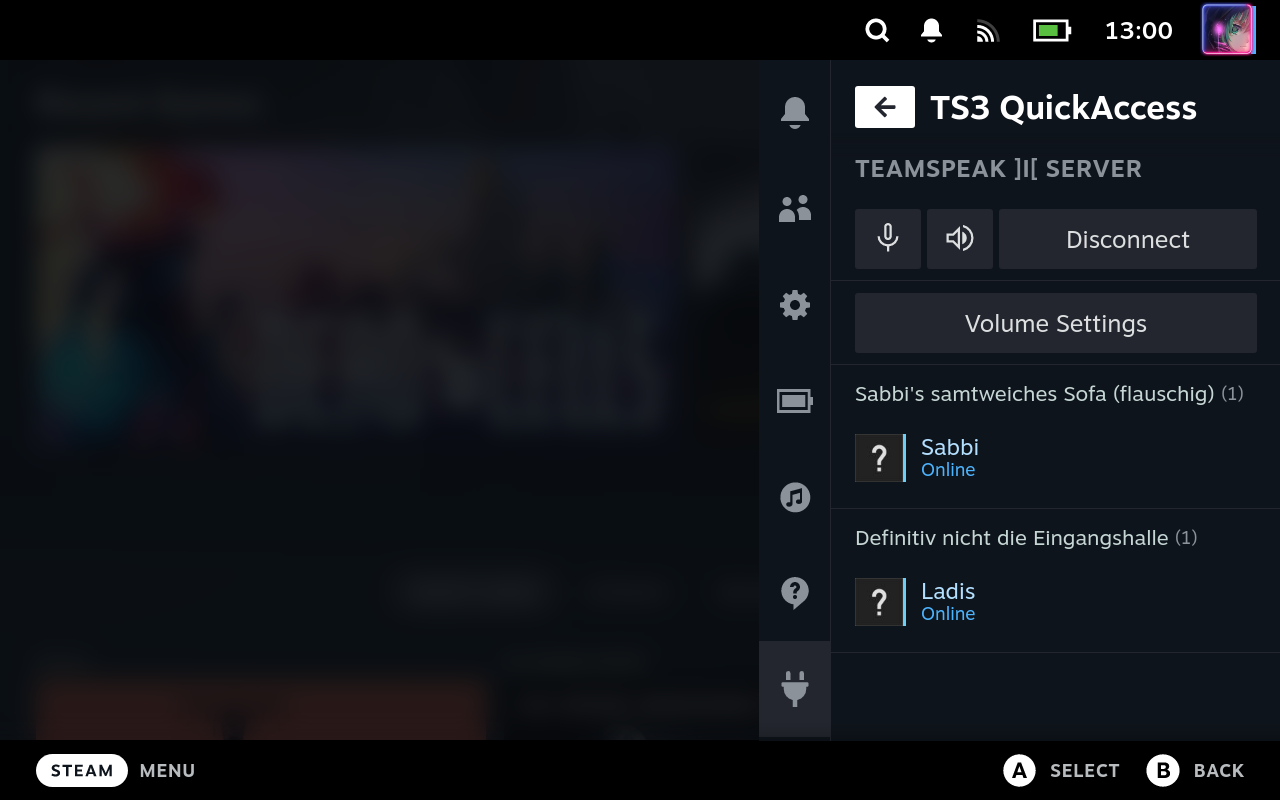 13:00
TS3 QuickAccess
TEAMSPEAK ]I[ SERVER
Disconnect
Volume Settings
Sabbi's samtweiches Sofa (flauschig) (1)
?
Sabbi
Online
Definitiv nicht die Eingangshalle (1)
?
Ladis
Online
STEAM MENU
A SELECT B BACK